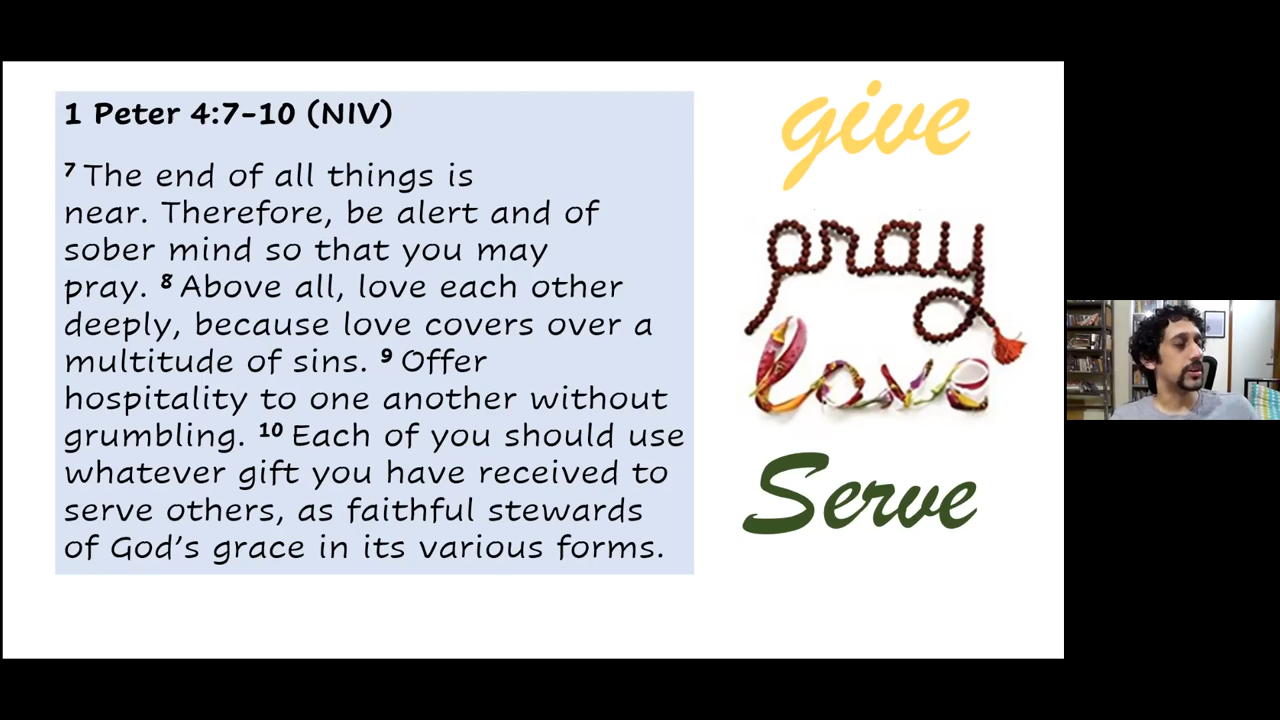 1 Peter 4:7-10 (NIV)
7 The end of all things is
near. Therefore, be alert and of
sober mind so that you may
pray. 8 Above all, love each other
deeply, because love covers over a
multitude of sins. 9 Offer
hospitality to one another without
grumbling. 10 Each of you should use
whatever gift you have received to
serve others, as faithful stewards
of God’s grace in its various forms.
give
pray
love
Serve